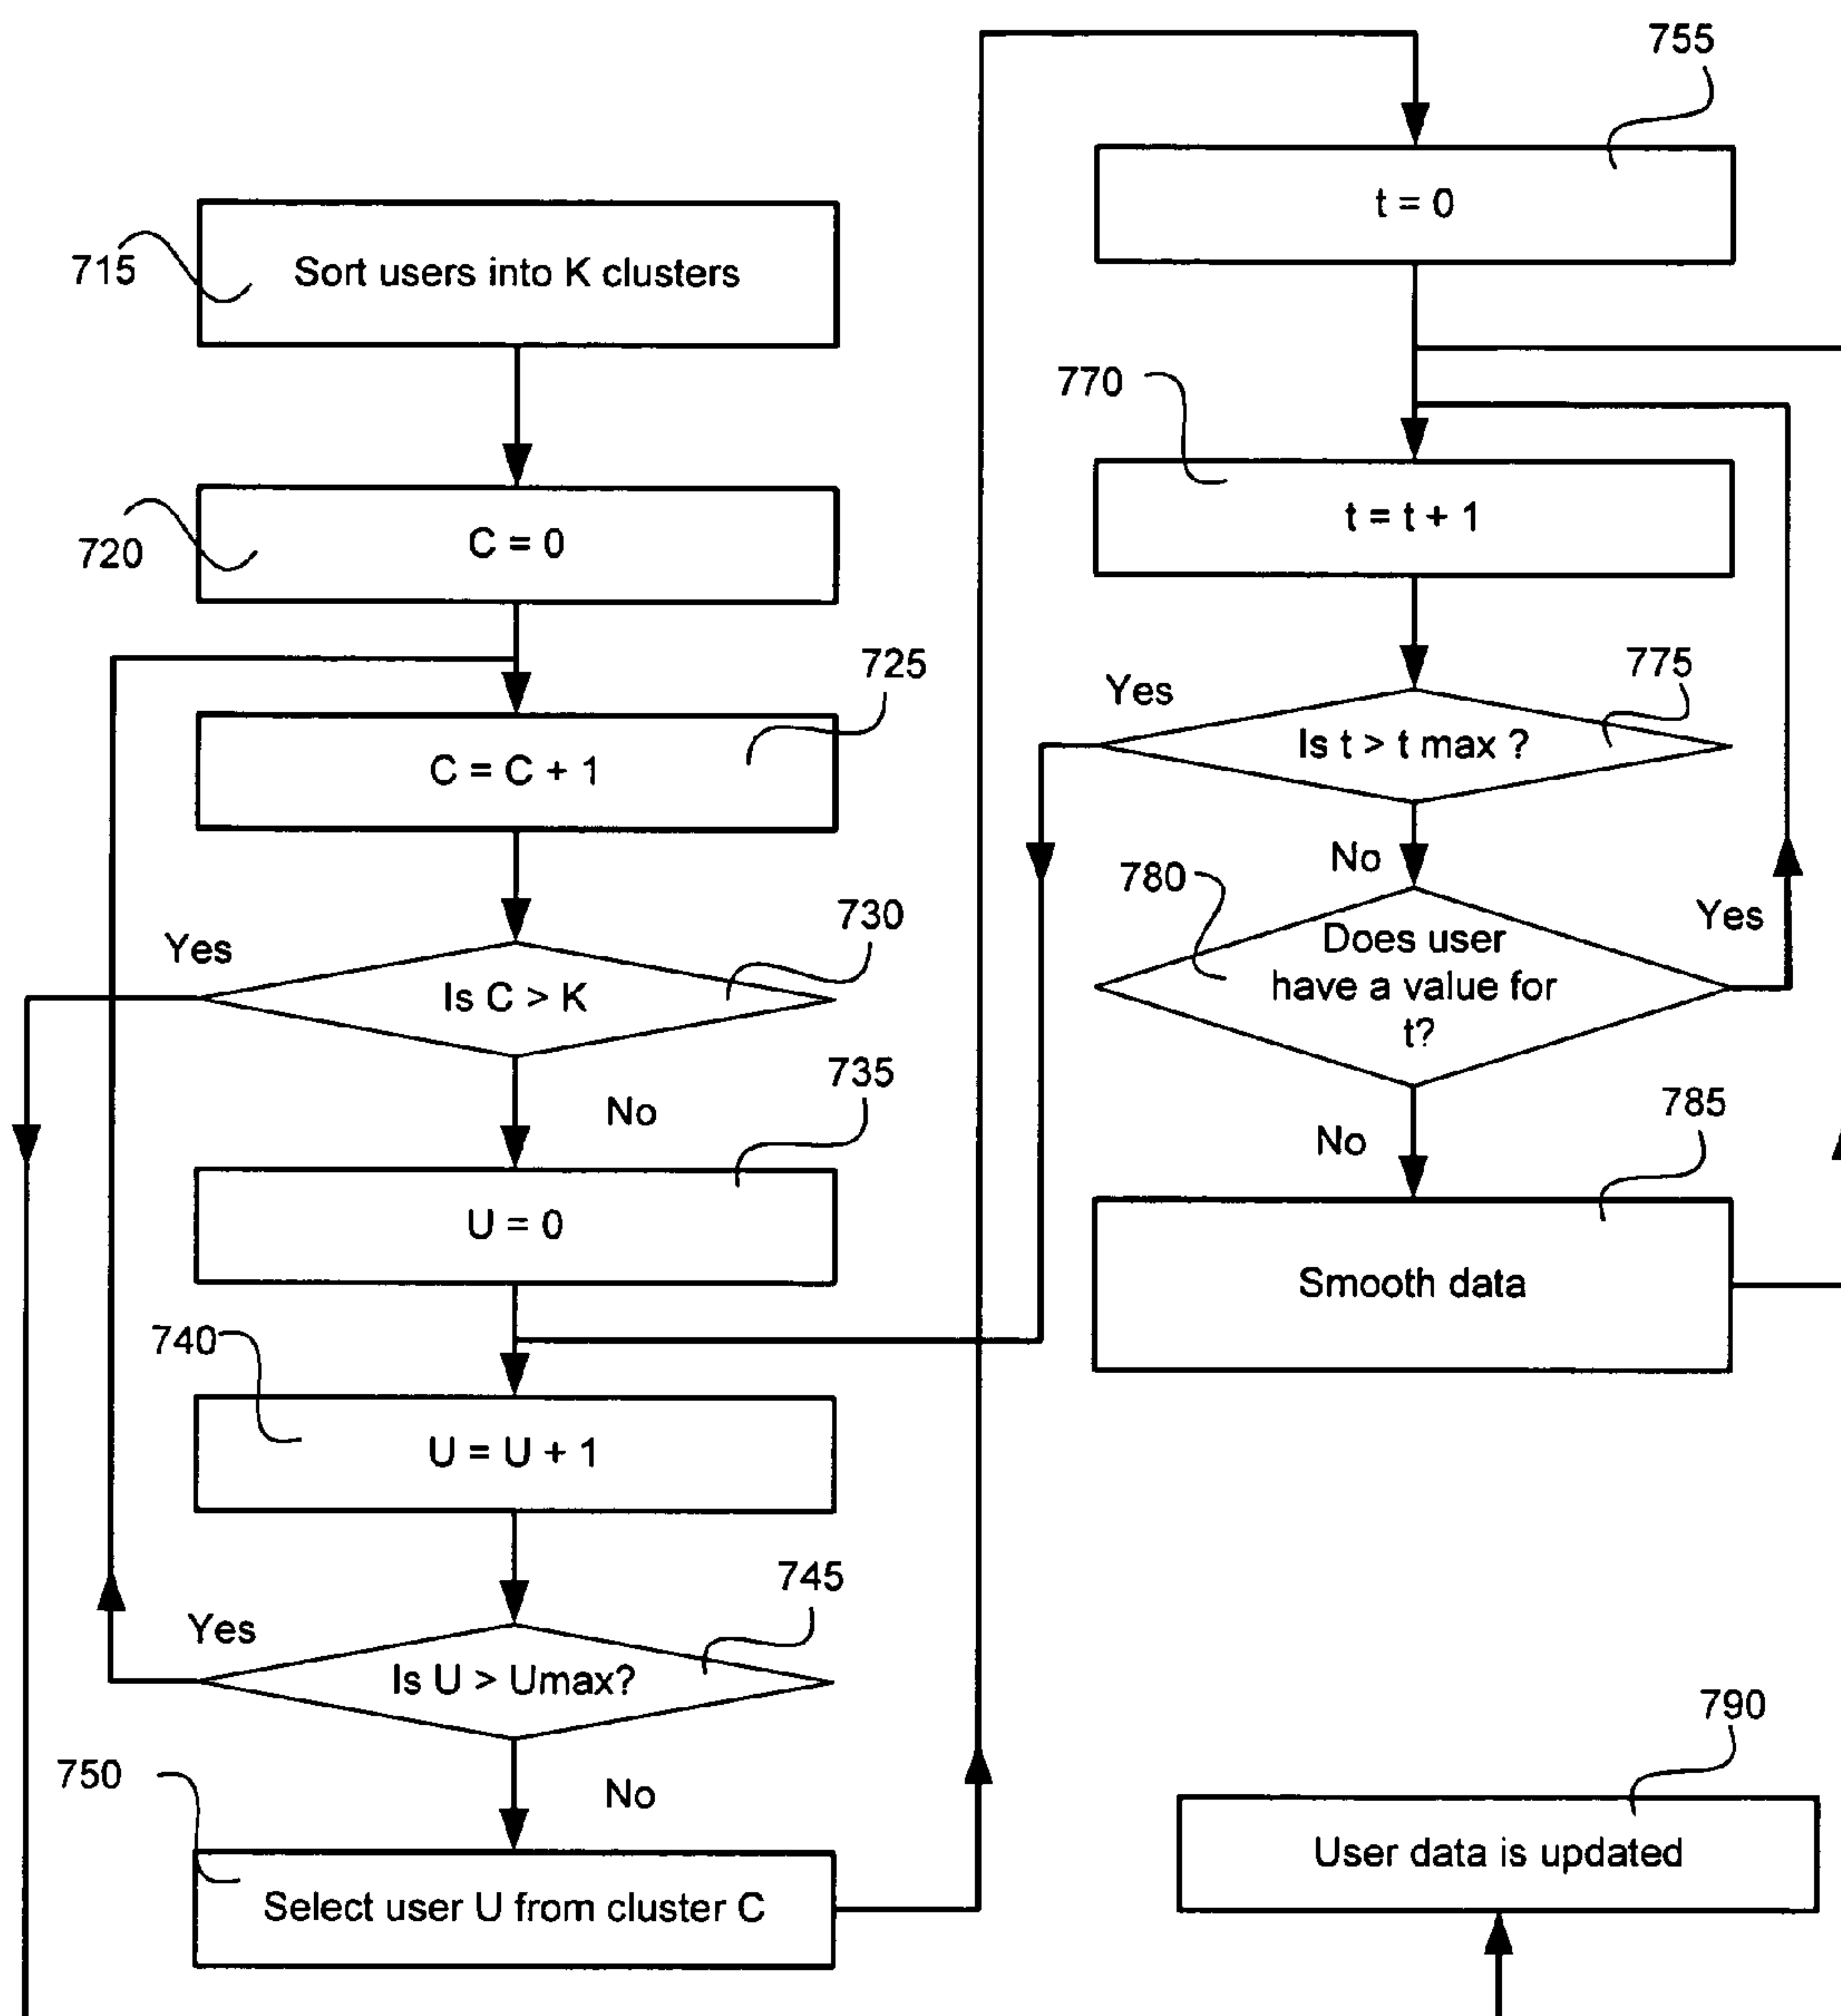 715
Sort users into K clusters
720
C = 0
725
C = C + 1
730
Yes
Is C > K
No
735
U = 0
740
U = U + 1
745
Yes
Is U > Umax?
No
750
Select user U from cluster C
755
t = 0
770
t = t + 1
775
Yes
Is t > t max ?
No
780
Does user
have a value for
t?
Yes
No
785
Smooth data
790
User data is updated